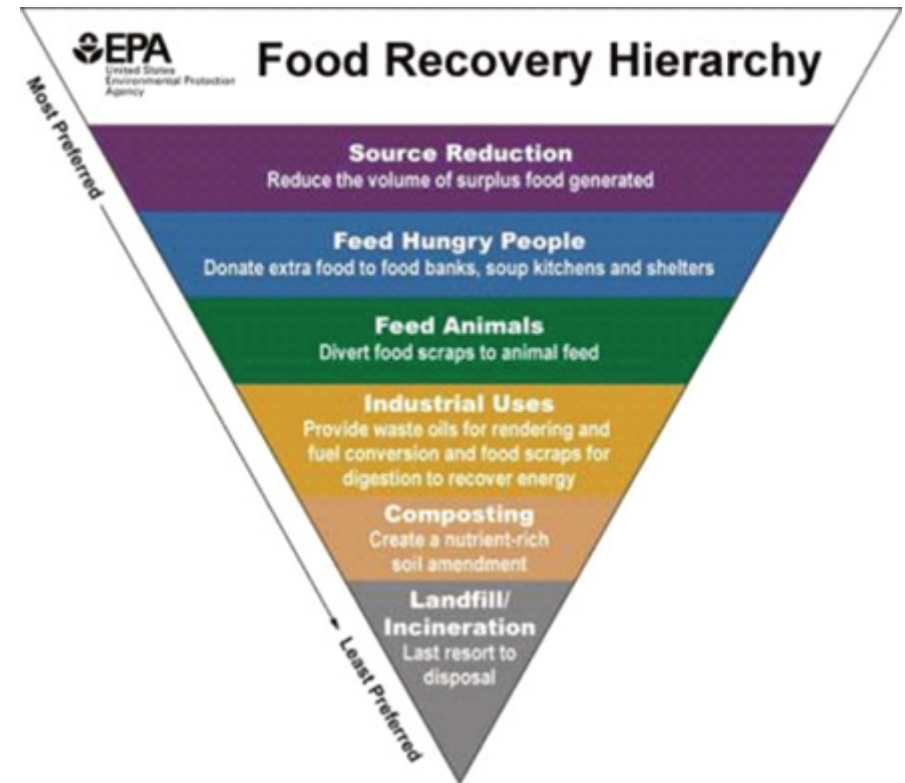 EPA
United States
Environmental Protection
Agency
Food Recovery Hierarchy
Most Preferred
Source Reduction
Reduce the volume of surplus food generated
Feed Hungry People
Donate extra food to food banks, soup kitchens and shelters
Feed Animals
Divert food scraps to animal feed
Industrial Uses
Provide waste oils for rendering and
fuel conversion and food scraps for
digestion to recover energy
Composting
Create a nutrient-rich
soil amendment
Landfill/
Incineration
Last resort to
disposal
Least Preferred